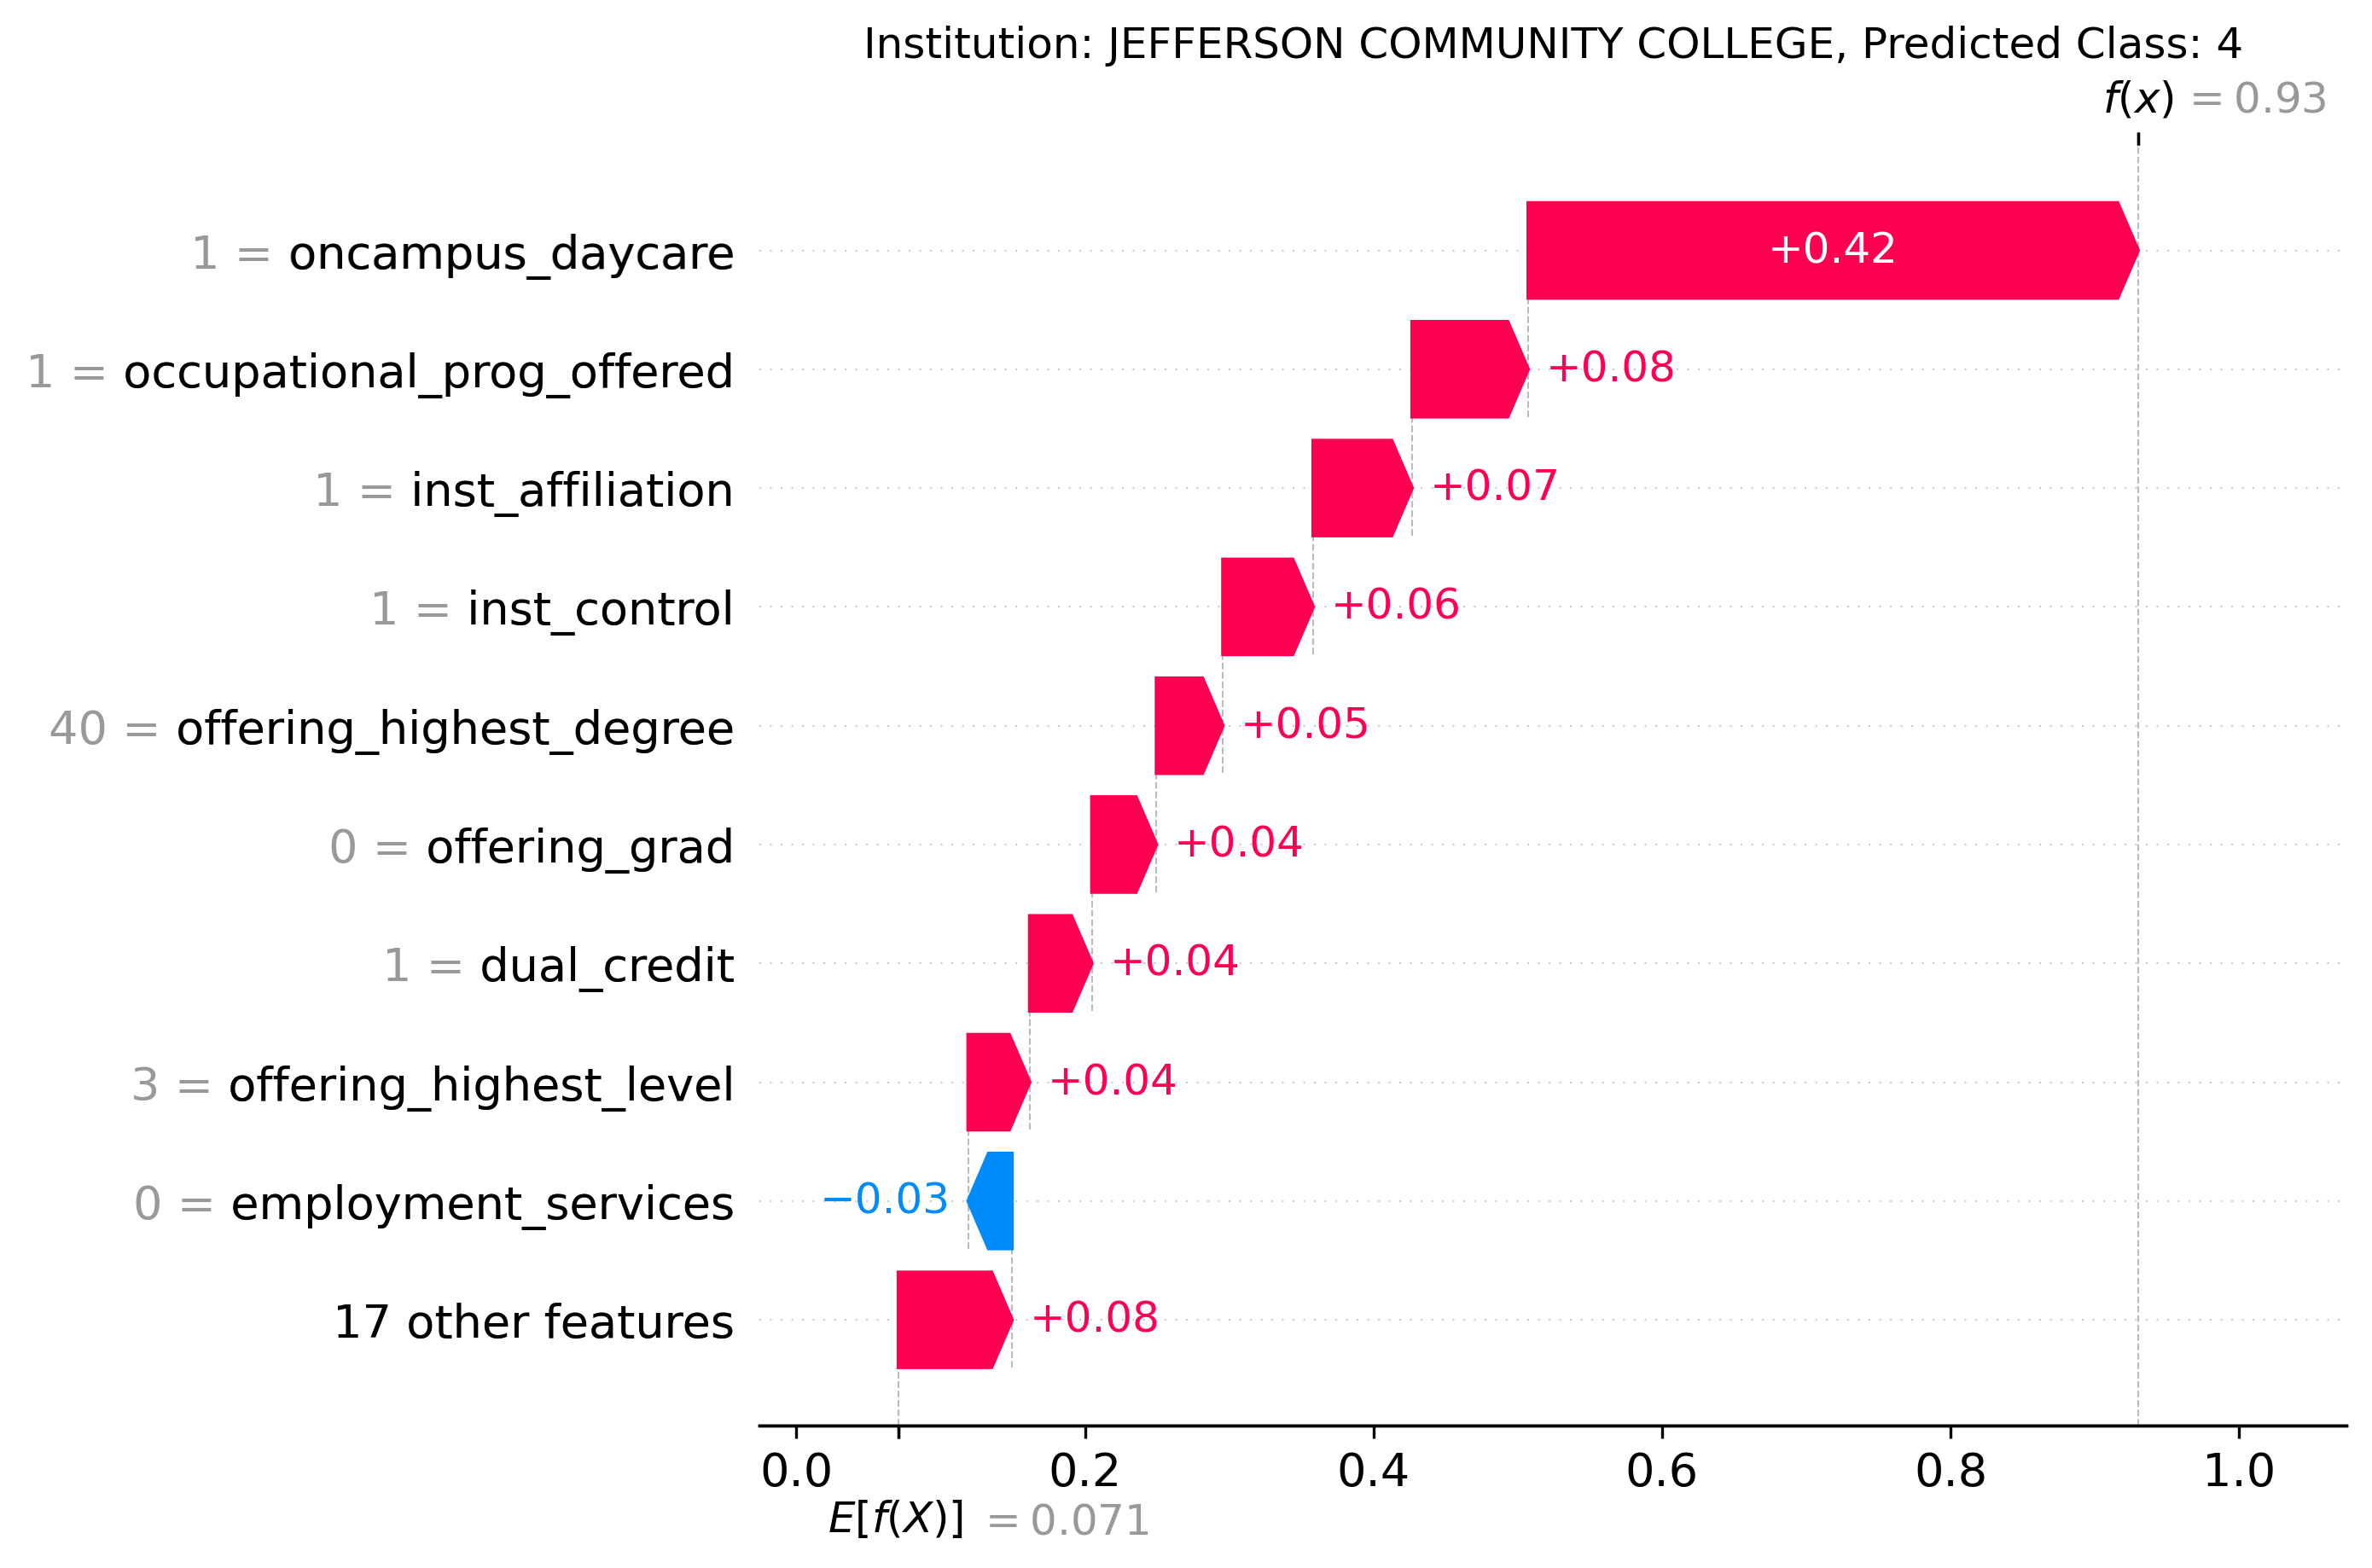 Institution: JEFFERSON COMMUNITY COLLEGE, Predicted Class: 4
f(x) = 0.93
1 = oncampus_daycare +0.42
1 = occupational_prog_offered +0.08
1 = inst_affiliation +0.07
1 = inst_control +0.06
40 = offering_highest_degree +0.05
0 = offering_grad +0.04
1 = dual_credit +0.04
3 = offering_highest_level +0.04
0 = employment_services −0.03
17 other features +0.08
0.0 0.2 0.4 0.6 0.8 1.0
E[f(X)] = 0.071